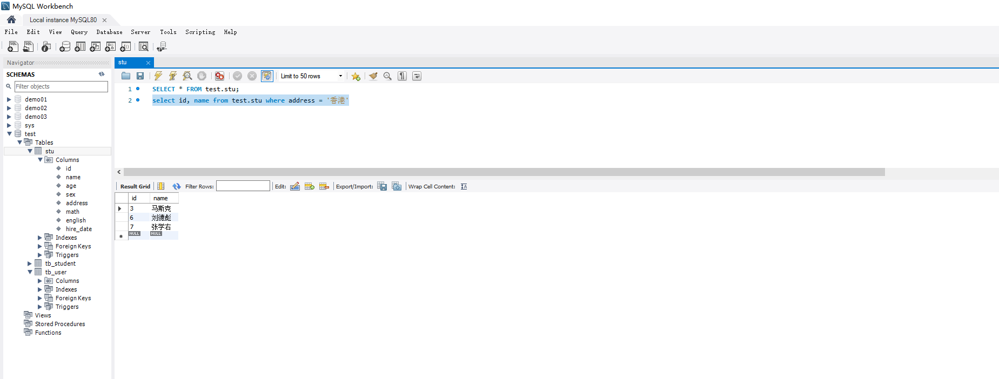 MySQL Workbench
Local instance MySQL80
File Edit View Query Database Server Tools Scripting Help
Navigator
SCHEMAS
Filter objects
demo01
demo02
demo03
sys
test
Tables
stu
Columns
id
name
age
sex
address
math
english
hire_date
Indexes
Foreign Keys
Triggers
tb_student
tb_user
Columns
Indexes
Foreign Keys
Triggers
Views
Stored Procedures
Functions
stu
Limit to 50 rows
1 SELECT * FROM test.stu;
2 select id, name from test.stu where address = '香港'
Result Grid Filter Rows: Edit: Export/Import: Wrap Cell Content:
id name
3 马斯克
6 刘德彪
7 张学右
NULL NULL